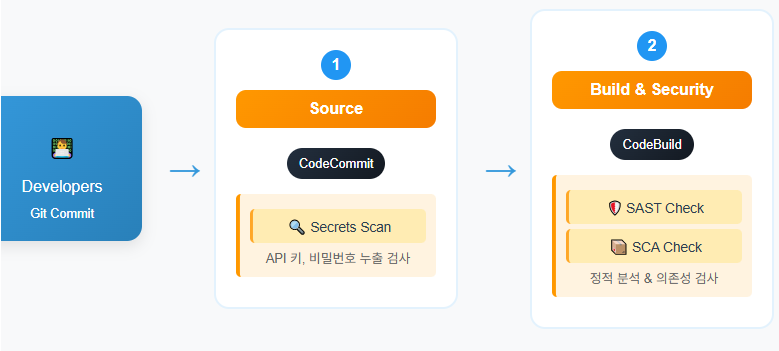 Developers
Git Commit
→
1
Source
CodeCommit
Secrets Scan
API 키, 비밀번호 누출 검사
→
2
Build & Security
CodeBuild
SAST Check
SCA Check
정적 분석 & 의존성 검사